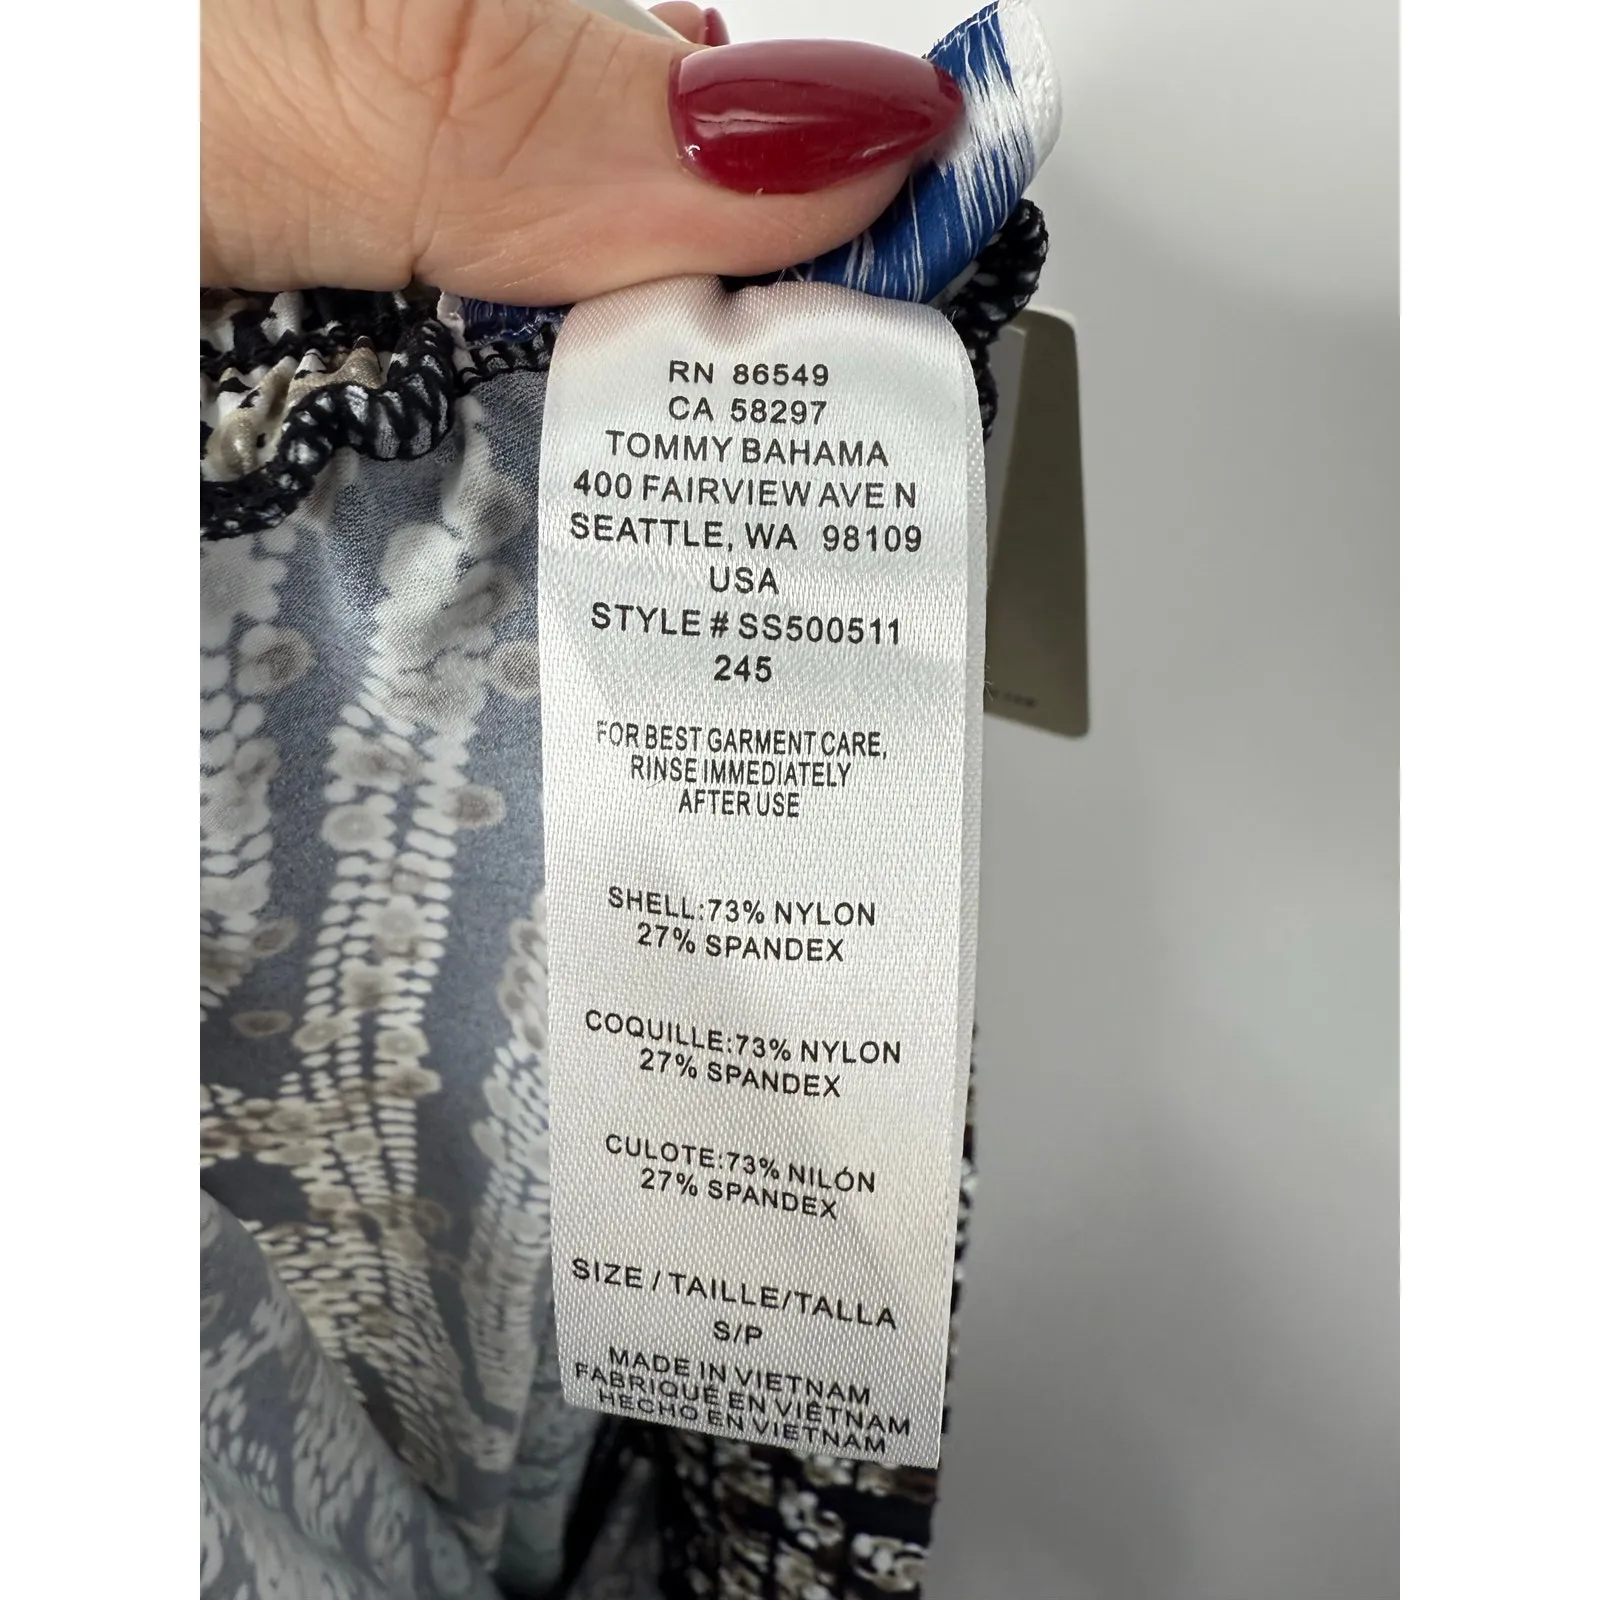 RN 86549
CA 58297
TOMMY BAHAMA
400 FAIRVIEW AVE N
SEATTLE, WA 98109
USA
STYLE # SS500511
245
FOR BEST GARMENT CARE,
RINSE IMMEDIATELY
AFTER USE
SHELL:73% NYLON
27% SPANDEX
COQUILLE:73% NYLON
27% SPANDEX
CULOTE:73% NILÓN
27% SPANDEX
SIZE / TAILLE/TALLA
S/P
MADE IN VIETNAM
FABRIQUÉ EN VIÊTNAM
HECHO EN VIETNAM